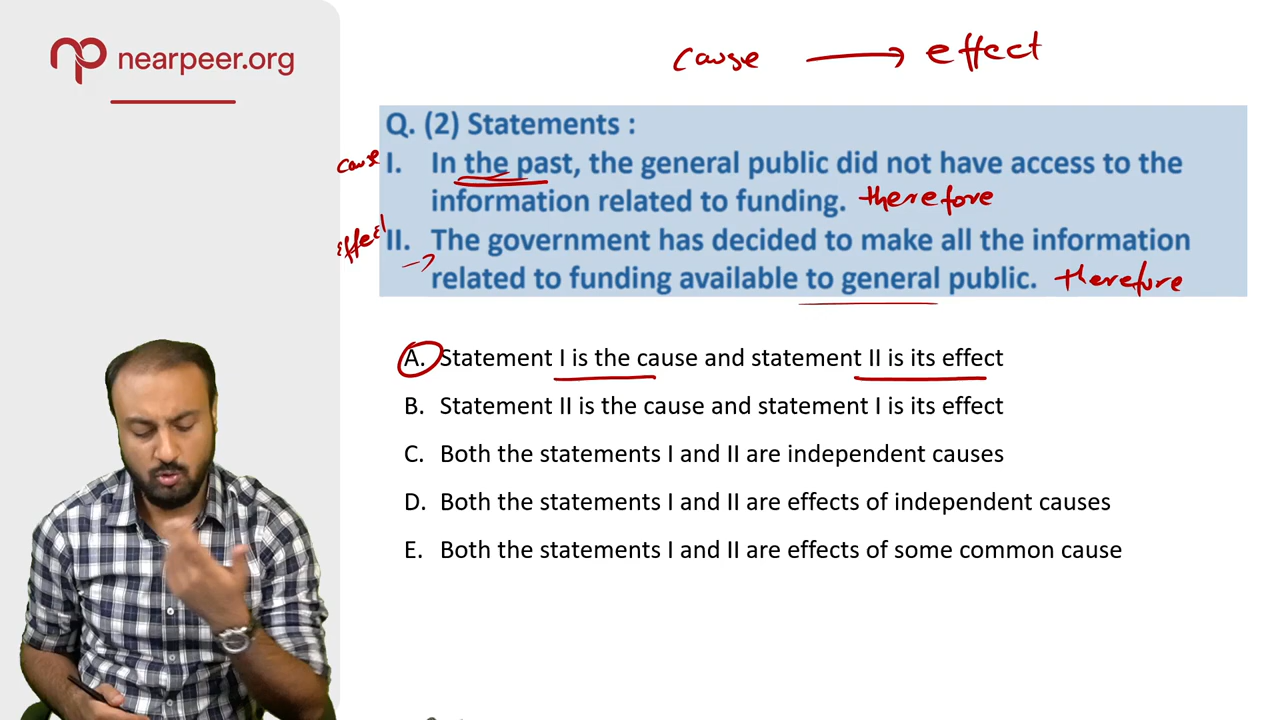 nearpeer.org
cause → effect
Q. (2) Statements :
cause I. In the past, the general public did not have access to the
information related to funding. therefore
Effect II. The government has decided to make all the information
related to funding available to general public. therefore
A. Statement I is the cause and statement II is its effect
B. Statement II is the cause and statement I is its effect
C. Both the statements I and II are independent causes
D. Both the statements I and II are effects of independent causes
E. Both the statements I and II are effects of some common cause